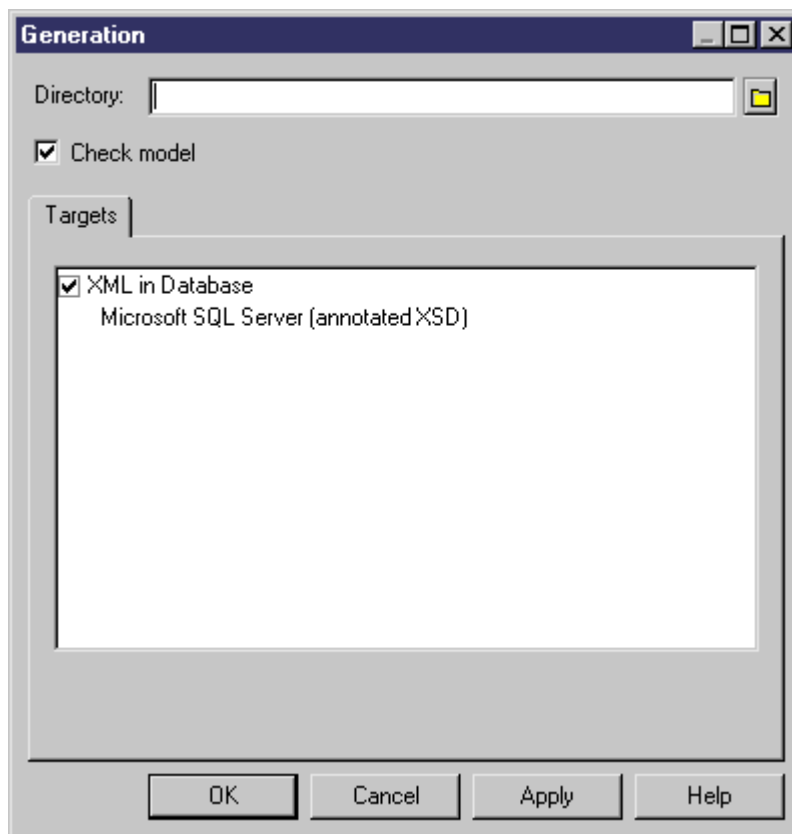 Generation
Directory:
Check model
Targets
XML in Database
Microsoft SQL Server (annotated XSD)
OK Cancel Apply Help